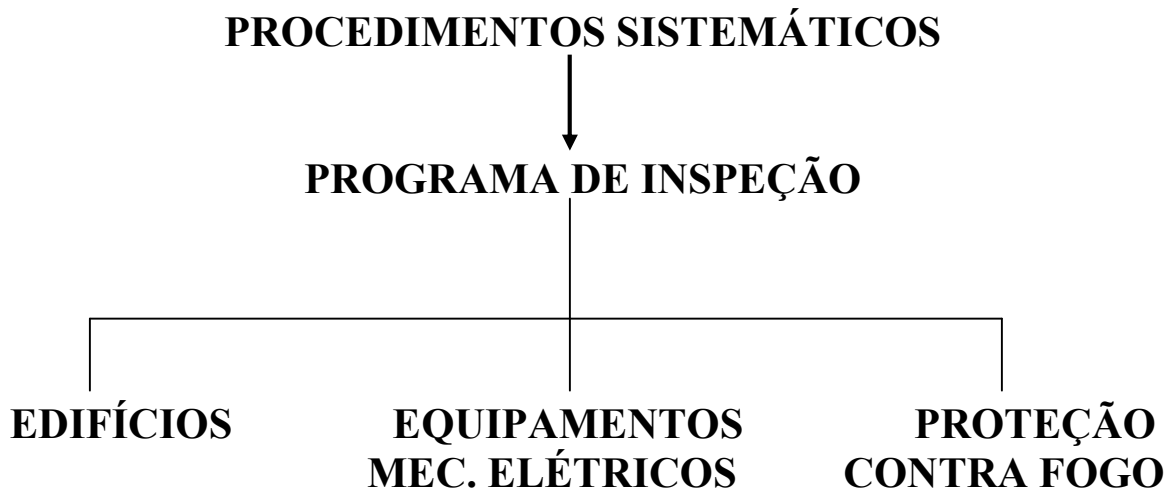 PROCEDIMENTOS SISTEMÁTICOS
PROGRAMA DE INSPEÇÃO
EDIFÍCIOS
EQUIPAMENTOS
MEC. ELÉTRICOS
PROTEÇÃO
CONTRA FOGO